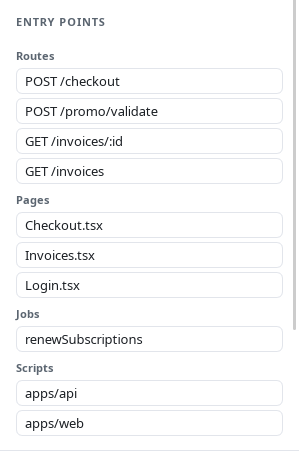 ENTRY POINTS
Routes
POST /checkout
POST /promo/validate
GET /invoices/:id
GET /invoices
Pages
Checkout.tsx
Invoices.tsx
Login.tsx
Jobs
renewSubscriptions
Scripts
apps/api
apps/web